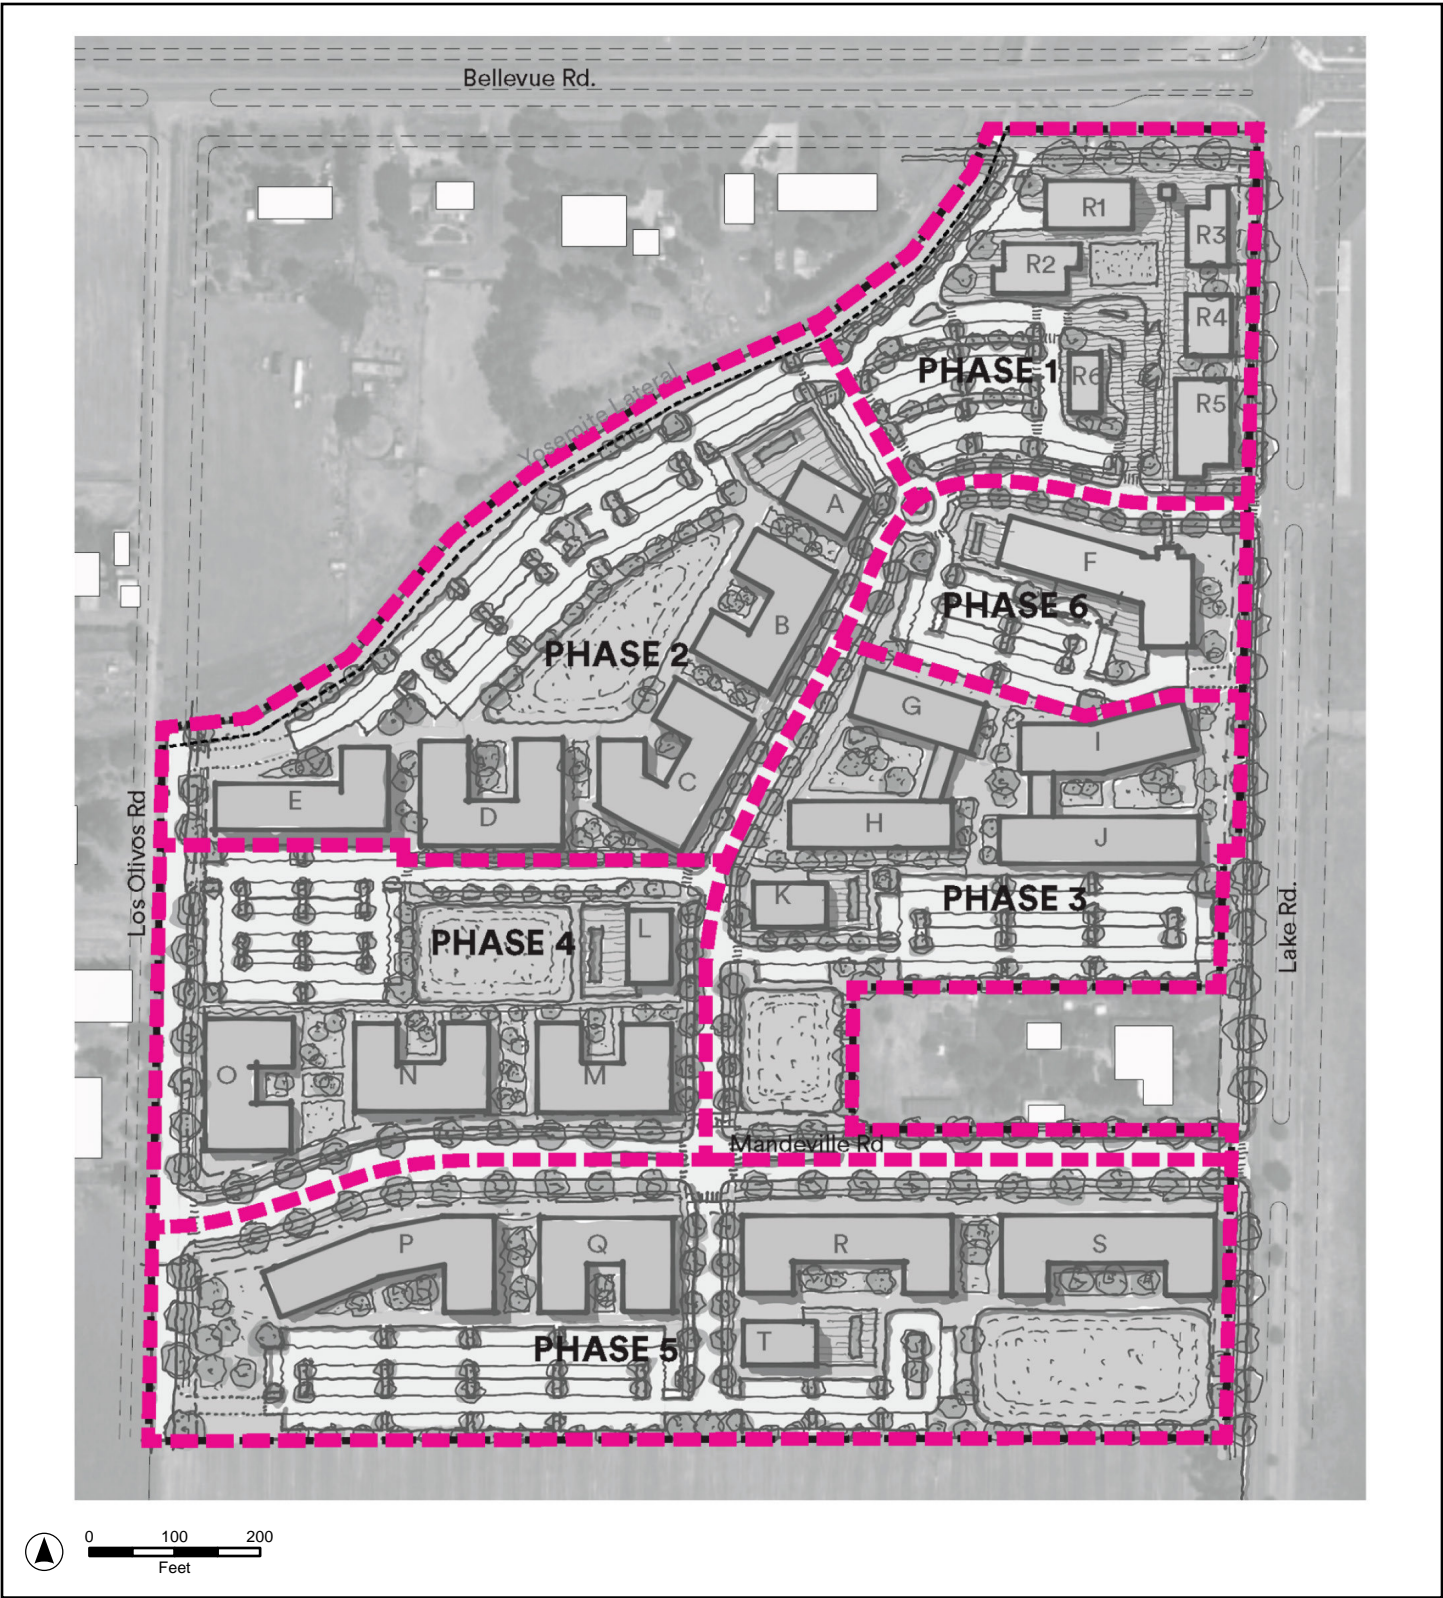 Bellevue Rd.
R1
R3
R2
R4
PHASE 1
R6
R5
Yosemite Lateral
A
F
PHASE 6
B
PHASE 2
G
I
C
E
D
H
J
Los Olivos Rd
K
PHASE 3
L
PHASE 4
Lake Rd.
O
N
M
Mandeville Rd
P
Q
R
S
T
PHASE 5
0
100
200
Feet